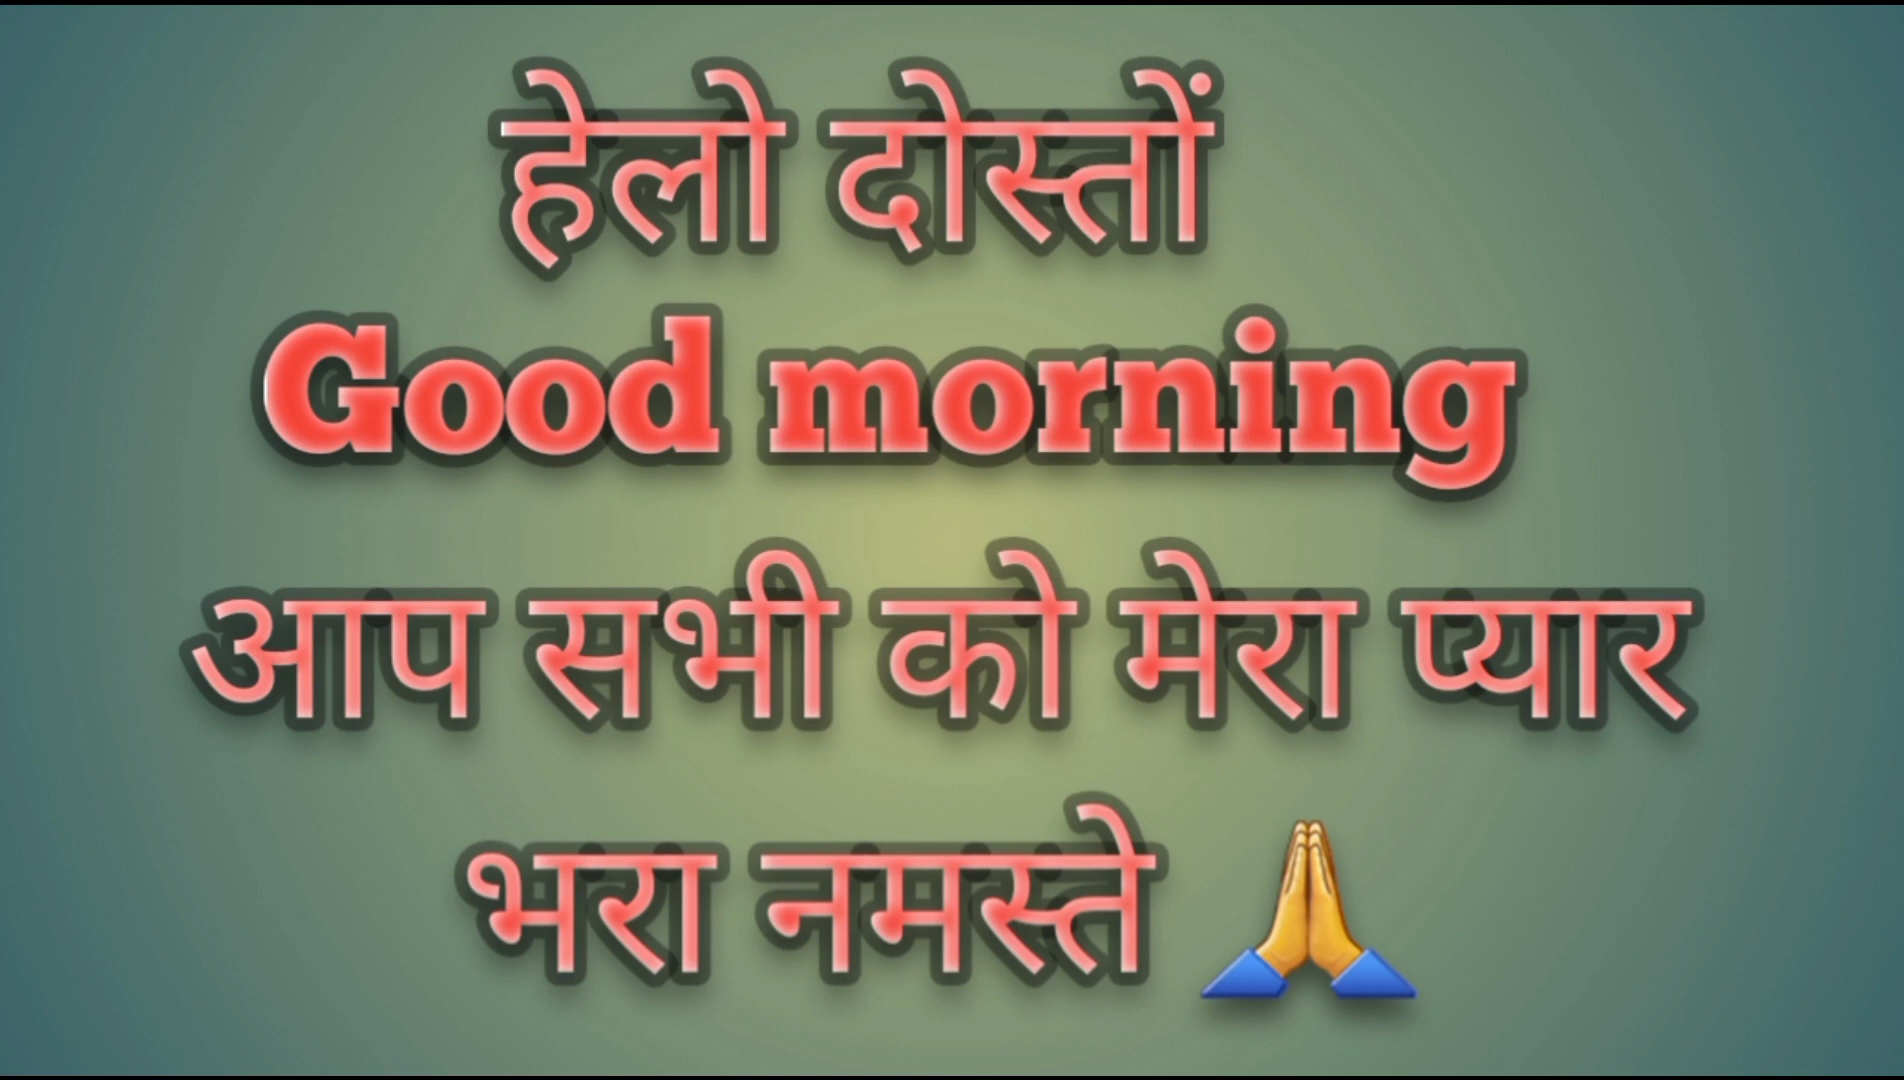 हेलो दोस्तों
Good morning
आप सभी को मेरा प्यार
भरा नमस्ते 🙏